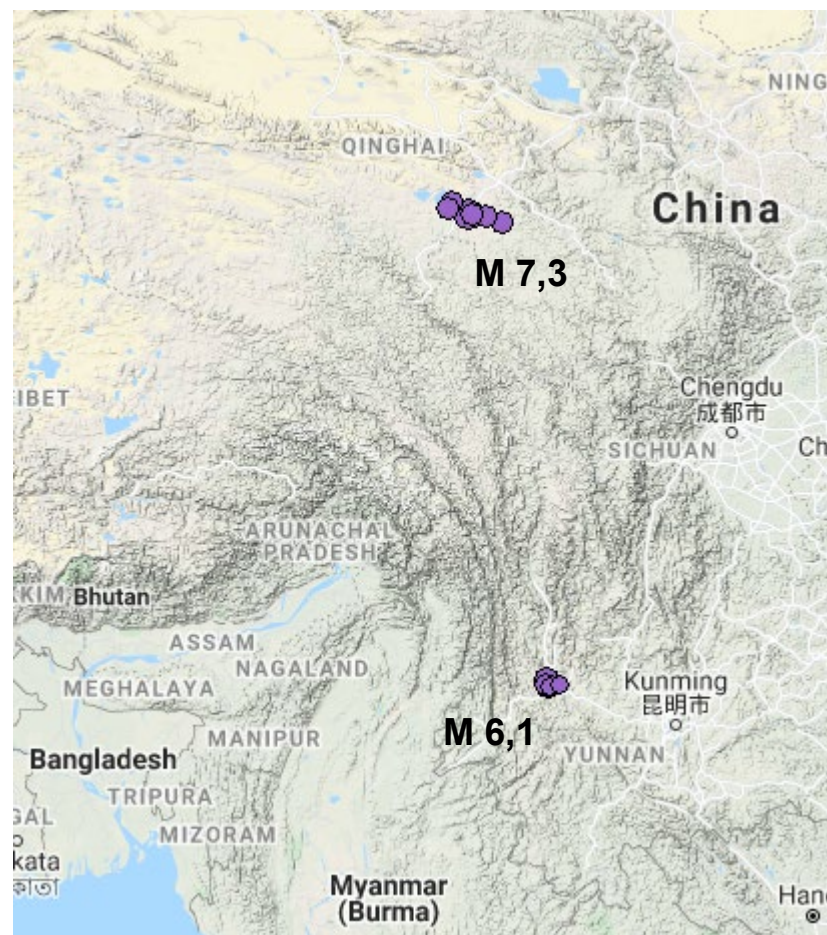 NING
QINGHAI
China
M 7,3
Chengdu
成都市
IBET
SICHUAN
Ch
ARUNACHAL
PRADESH
KIM
Bhutan
ASSAM
NAGALAND
MEGHALAYA
Kunming
昆明市
M 6,1
MANIPUR
YUNNAN
Bangladesh
TRIPURA
GAL
MIZORAM
kata
Myanmar
(Burma)
Han